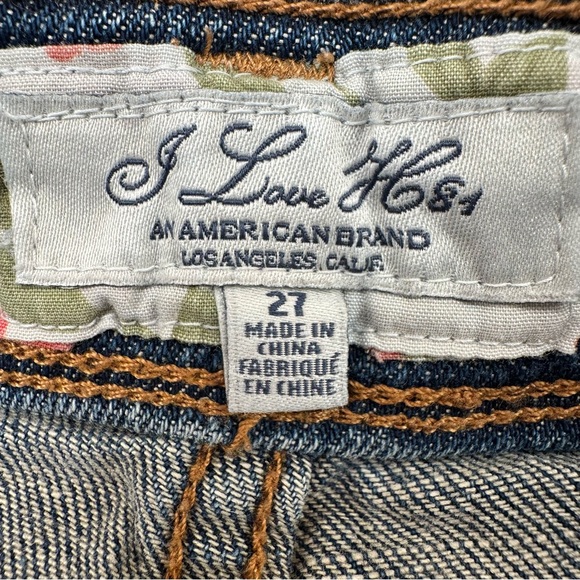 I Love H81
AN AMERICAN BRAND
LOS ANGELES, CALIF.
27
MADE IN
CHINA
FABRIQUÉ
EN CHINE